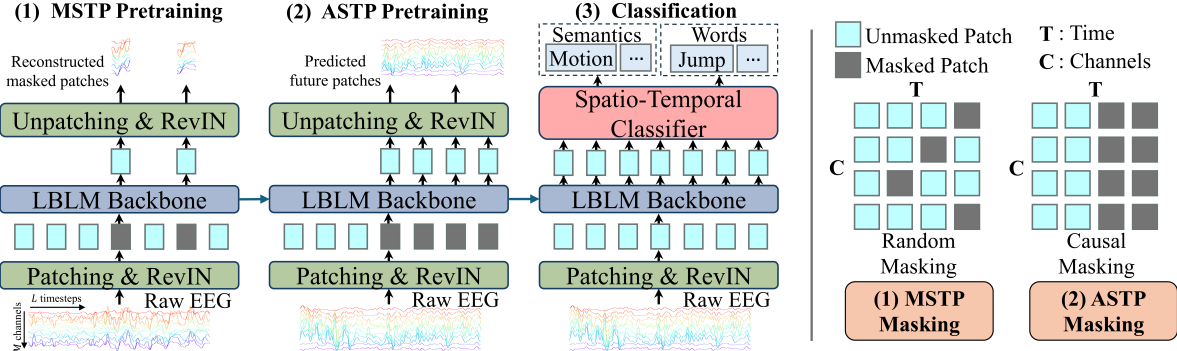 (1) MSTP Pretraining
Reconstructed
masked patches
Unpatching & RevIN
LBLM Backbone
Patching & RevIN
L timesteps
Raw EEG
M channels
(2) ASTP Pretraining
Predicted
future patches
Unpatching & RevIN
LBLM Backbone
Patching & RevIN
Raw EEG
(3) Classification
Semantics
Motion ...
Words
Jump ...
Spatio-Temporal
Classifier
LBLM Backbone
Patching & RevIN
Raw EEG
Unmasked Patch
Masked Patch
T : Time
C : Channels
T
C
Random
Masking
(1) MSTP
Masking
T
C
Causal
Masking
(2) ASTP
Masking